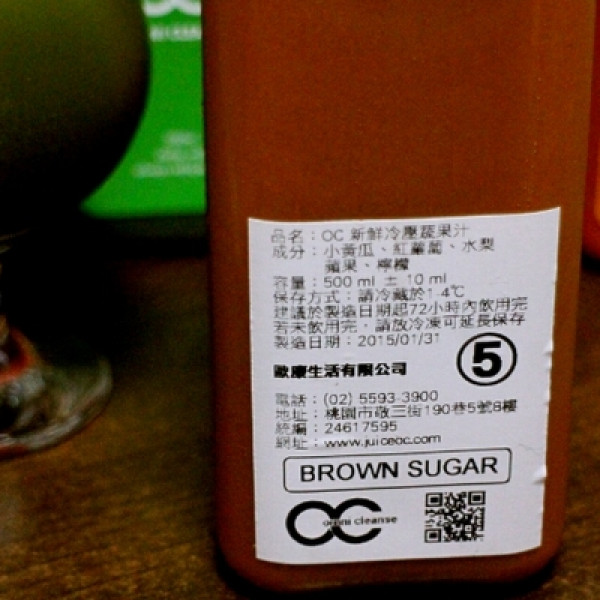 品名：OC 新鮮冷壓蔬果汁
成分：小黃瓜、紅蘿蔔、水梨
蘋果、檸檬
容量：500 ml ± 10 ml
保存方式：請冷藏於1-4℃
建議於製造日期起72小時內飲用完
若未飲用完，請放冷凍可延長保存
製造日期：2015/01/31
5
歐康生活有限公司
電話：(02) 5593-3900
地址：桃園市敬三街190巷5號8樓
統編：24617595
網址：www.juiceoc.com
BROWN SUGAR
OC
omni cleanse